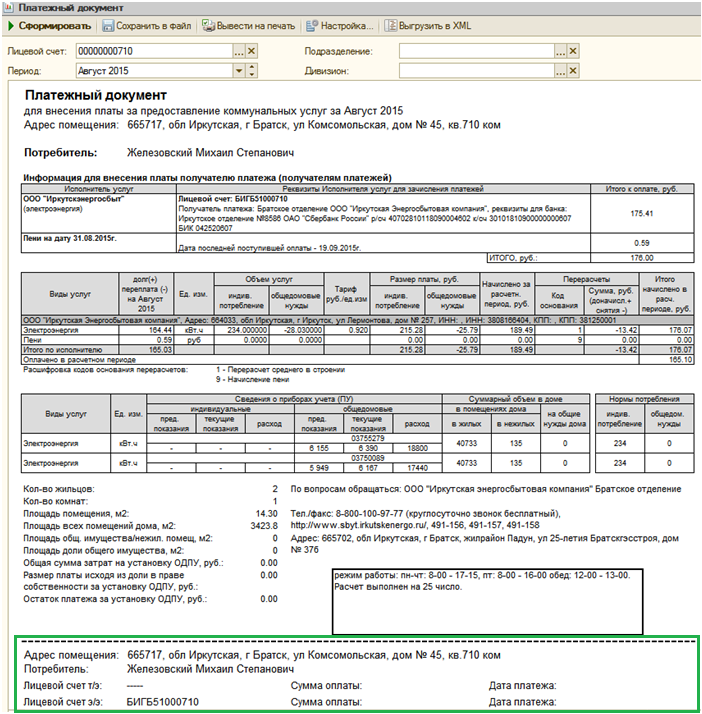 Платежный документ
Сформировать Сохранить в файл Вывести на печать Настройка... Выгрузить в XML
Лицевой счет: 00000000710 ... Подразделение: ...
Период: Август 2015 Дивизион: ...
Платежный документ
для внесения платы за предоставление коммунальных услуг за Август 2015
Адрес помещения: 665717, обл Иркутская, г Братск, ул Комсомольская, дом № 45, кв.710 ком
Потребитель: Железовский Михаил Степанович
Информация для внесения платы получателю платежа (получателям платежей)
Исполнитель услуг Реквизиты Исполнителя услуг для зачисления платежей Итого к оплате, руб.
ООО "Иркутскэнергосбыт" Лицевой счет: БИГБ51000710
(электроэнергия) Получатель платежа: Братское отделение ООО "Иркутская Энергосбытовая компания", реквизиты для банка: 175.41
Иркутское отделение №8586 ОАО "Сбербанк России" р/сч 40702810118090004602 к/сч 30101810900000000607
БИК 042520607
Пени на дату 31.08.2015г. 0.59
Дата последней поступившей оплаты - 19.09.2015г.
ИТОГО, руб.: 176.00
Виды услуг долг(+) переплата (-) на Август 2015 Ед. изм. Объем услуг Тариф руб./ед.изм Размер платы, руб. Начислено за расчетн. период, руб. Перерасчеты Итого начислено в расч. периоде, руб.
индив. потребление общедомовые нужды индив. потребление общедомовые нужды Код основания Сумма, руб. (доначисл.+ снятия -)
ООО "Иркутская Энергосбытовая компания", Адрес: 664033, обл Иркутская, г Иркутск, ул Лермонтова, дом № 257, ИНН: , ИНН: 3808166404, КПП: , КПП: 381250001
Электроэнергия 164.44 кВт.ч 234.000000 -28.030000 0.920 215.28 -25.79 189.49 1 -13.42 176.07
Пени 0.59 руб 0.0000 0.0000 0.00 0.00 0.00 9 0.00 0.00
Итого по исполнителю 165.03 215.28 -25.79 189.49 -13.42 176.07
Оплачено в расчетном периоде 165.10
Расшифровка кодов основания перерасчетов: 1 - Перерасчет среднего в строении
9 - Начисление пени
Виды услуг Ед. изм. Сведения о приборах учета (ПУ) Суммарный объем в доме Нормы потребления
индивидуальные общедомовые в помещениях дома на общие нужды дома индив. потребление общедом. нужды
пред. показания текущие показания расход пред. показания текущие показания расход в жилых в нежилых
Электроэнергия кВт.ч 03755279 40733 135 0 234 0
- - - 6 155 6 390 18800
Электроэнергия кВт.ч 03750089 40733 135 0 234 0
- - - 5 949 6 167 17440
Кол-во жильцов: 2 По вопросам обращаться: ООО "Иркутская энергосбытовая компания" Братское отделение
Кол-во комнат: 1
Площадь помещения, м2: 14.30 Тел./факс: 8-800-100-97-77 (круглосуточно звонок бесплатный),
Площадь всех помещений дома, м2: 3423.8 http://www.sbyt.irkutskenergo.ru/, 491-156, 491-157, 491-158
Площадь общ. имущества/нежил. помещ, м2: 0 Адрес: 665702, обл Иркутская, г Братск, жилрайон Падун, ул 25-летия Братскгэсстроя, дом
Площадь доли общего имущества, м2: 0 № 37б
Общая сумма затрат на установку ОДПУ, руб.: 0.00
Размер платы исходя из доли в праве 0.00 режим работы: пн-чт: 8-00 - 17-15, пт: 8-00 - 16-00 обед: 12-00 - 13-00.
собственности за установку ОДПУ, руб.: Расчет выполнен на 25 число.
Остаток платежа за установку ОДПУ, руб.: 0.00
Адрес помещения: 665717, обл Иркутская, г Братск, ул Комсомольская, дом № 45, кв.710 ком
Потребитель: Железовский Михаил Степанович
Лицевой счет т/э: ----- Сумма оплаты: Дата платежа:
Лицевой счет э/э: БИГБ51000710 Сумма оплаты: Дата платежа: